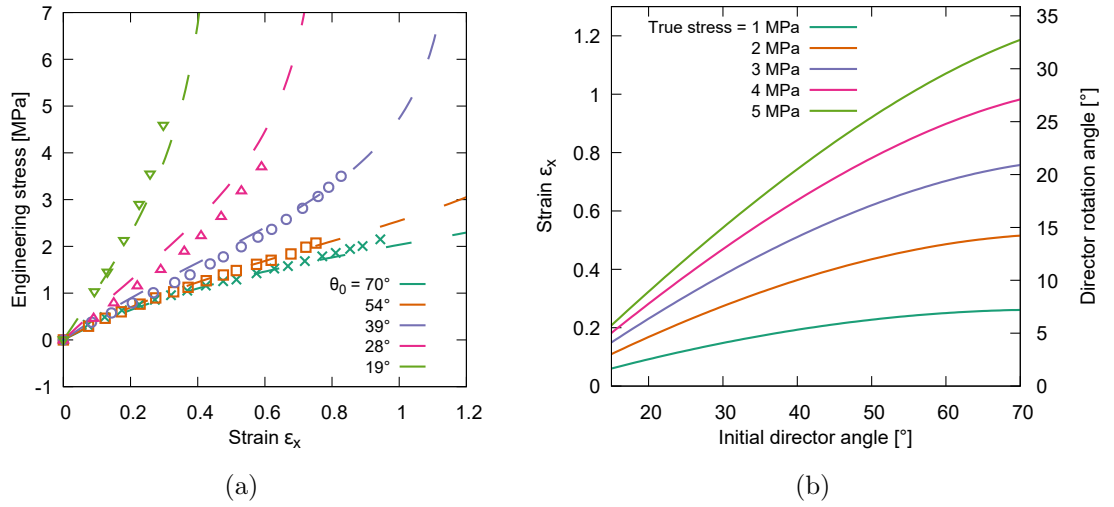 7
6
5
4
3
2
1
0
-1
Engineering stress [MPa]
0 0.2 0.4 0.6 0.8 1 1.2
Strain εx
θ0 = 70°
54°
39°
28°
19°
(a)
1.2
1
0.8
0.6
0.4
0.2
0
Strain εx
True stress = 1 MPa
2 MPa
3 MPa
4 MPa
5 MPa
20 30 40 50 60 70
Initial director angle [°]
35
30
25
20
15
10
5
0
Director rotation angle [°]
(b)